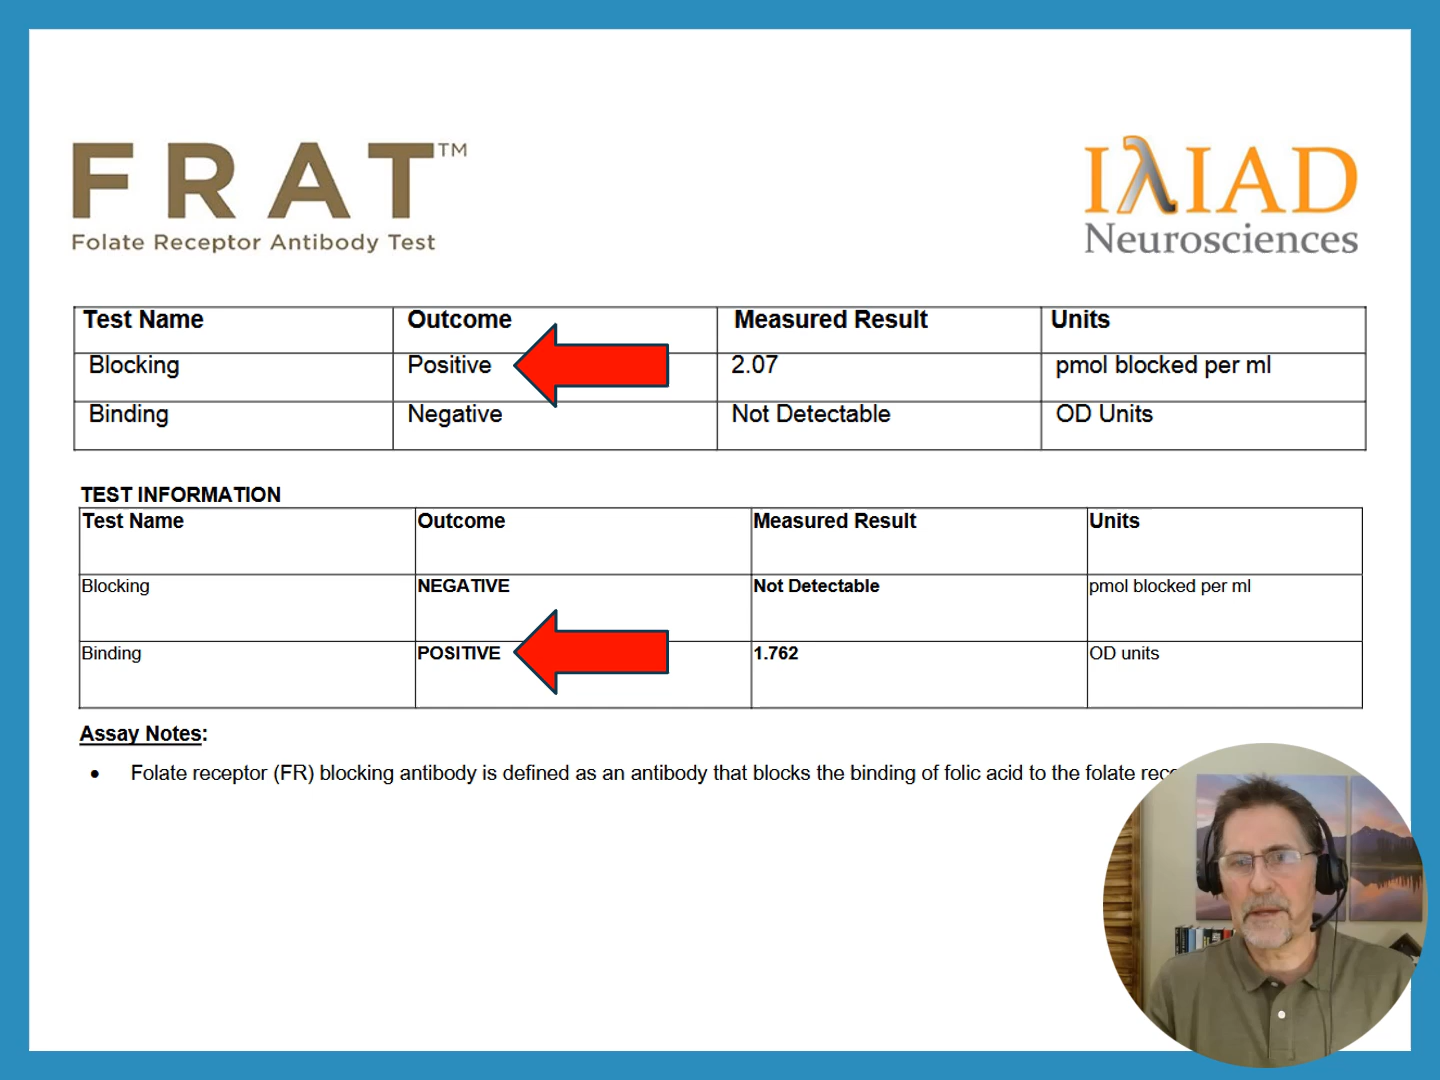 FRAT™
Folate Receptor Antibody Test
IλIAD
Neurosciences
Test Name Outcome Measured Result Units
Blocking Positive 2.07 pmol blocked per ml
Binding Negative Not Detectable OD Units
TEST INFORMATION
Test Name Outcome Measured Result Units
Blocking NEGATIVE Not Detectable pmol blocked per ml
Binding POSITIVE 1.762 OD units
Assay Notes:
• Folate receptor (FR) blocking antibody is defined as an antibody that blocks the binding of folic acid to the folate